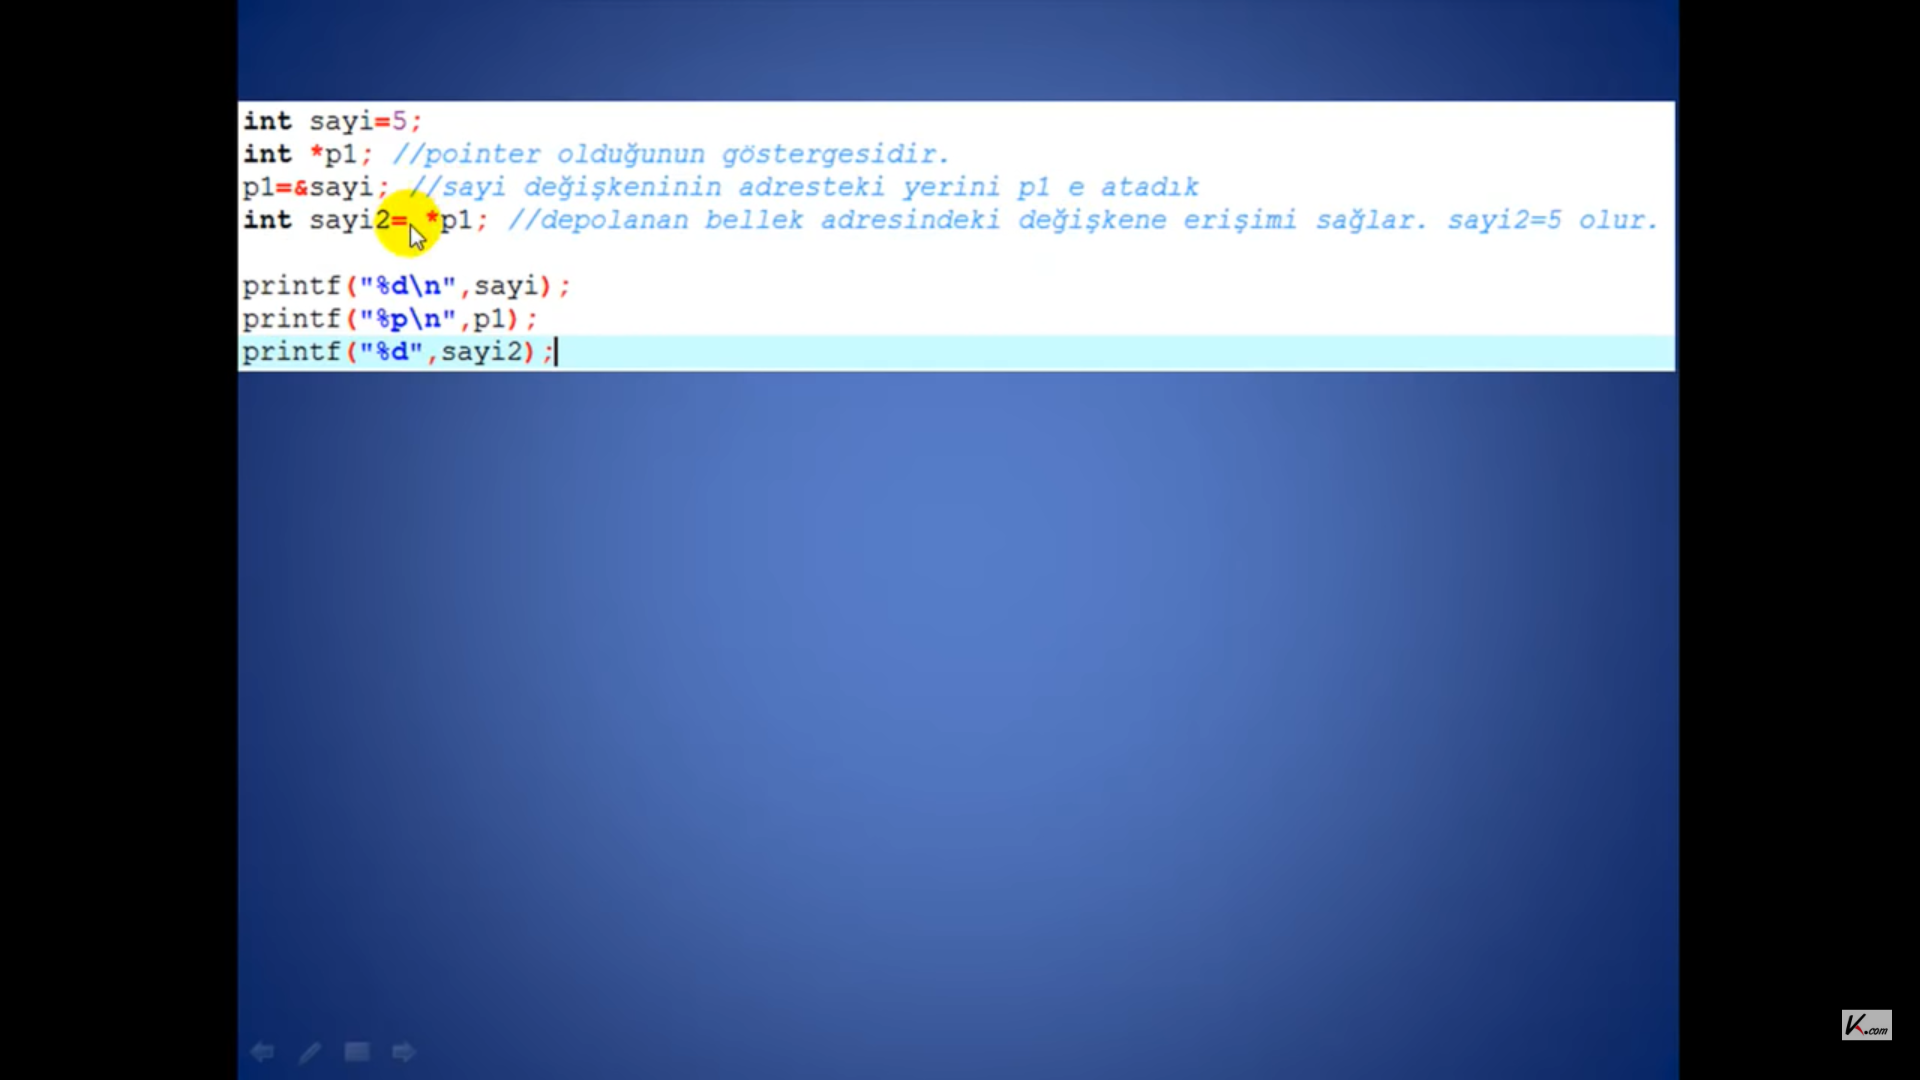 int sayi=5;
int *p1; //pointer olduğunun göstergesidir.
p1=&sayi; //sayi değişkeninin adresteki yerini p1 e atadık
int sayi2= *p1; //depolanan bellek adresindeki değişkene erişimi sağlar. sayi2=5 olur.
printf("%d\n",sayi);
printf("%p\n",p1);
printf("%d",sayi2);
K.com